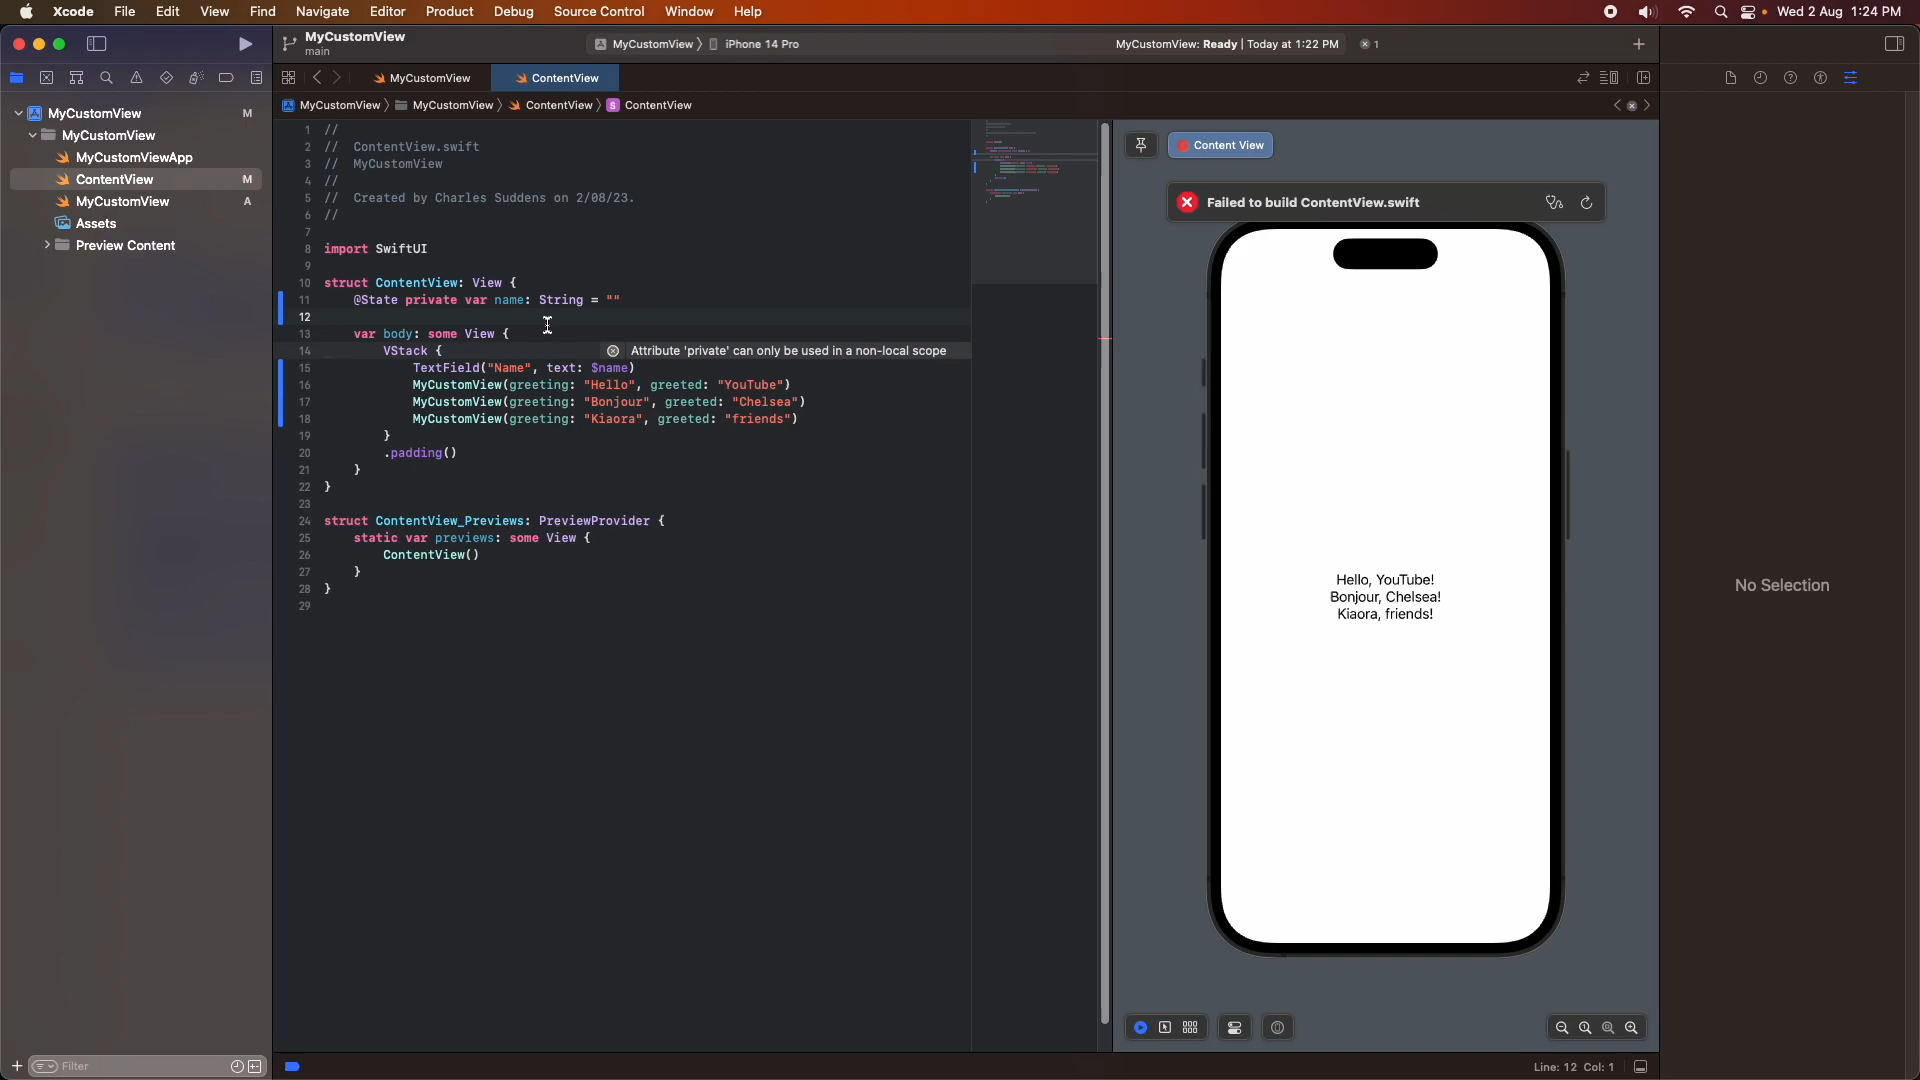 Xcode File Edit View Find Navigate Editor Product Debug Source Control Window Help Wed 2 Aug 1:24 PM
MyCustomView
main
MyCustomView iPhone 14 Pro
MyCustomView: Ready | Today at 1:22 PM 1
MyCustomView ContentView
MyCustomView MyCustomView ContentView S ContentView
MyCustomView M
MyCustomView
MyCustomViewApp
ContentView M
MyCustomView A
Assets
Preview Content
Filter
1 //
2 // ContentView.swift
3 // MyCustomView
4 //
5 // Created by Charles Suddens on 2/08/23.
6 //
7
8 import SwiftUI
9
10 struct ContentView: View {
11 @State private var name: String = ""
12
13 var body: some View {
14 VStack { Attribute 'private' can only be used in a non-local scope
15 TextField("Name", text: $name)
16 MyCustomView(greeting: "Hello", greeted: "YouTube")
17 MyCustomView(greeting: "Bonjour", greeted: "Chelsea")
18 MyCustomView(greeting: "Kiaora", greeted: "friends")
19 }
20 .padding()
21 }
22 }
23
24 struct ContentView_Previews: PreviewProvider {
25 static var previews: some View {
26 ContentView()
27 }
28 }
29
Content View
Failed to build ContentView.swift
Hello, YouTube!
Bonjour, Chelsea!
Kiaora, friends!
No Selection
Line: 12 Col: 1